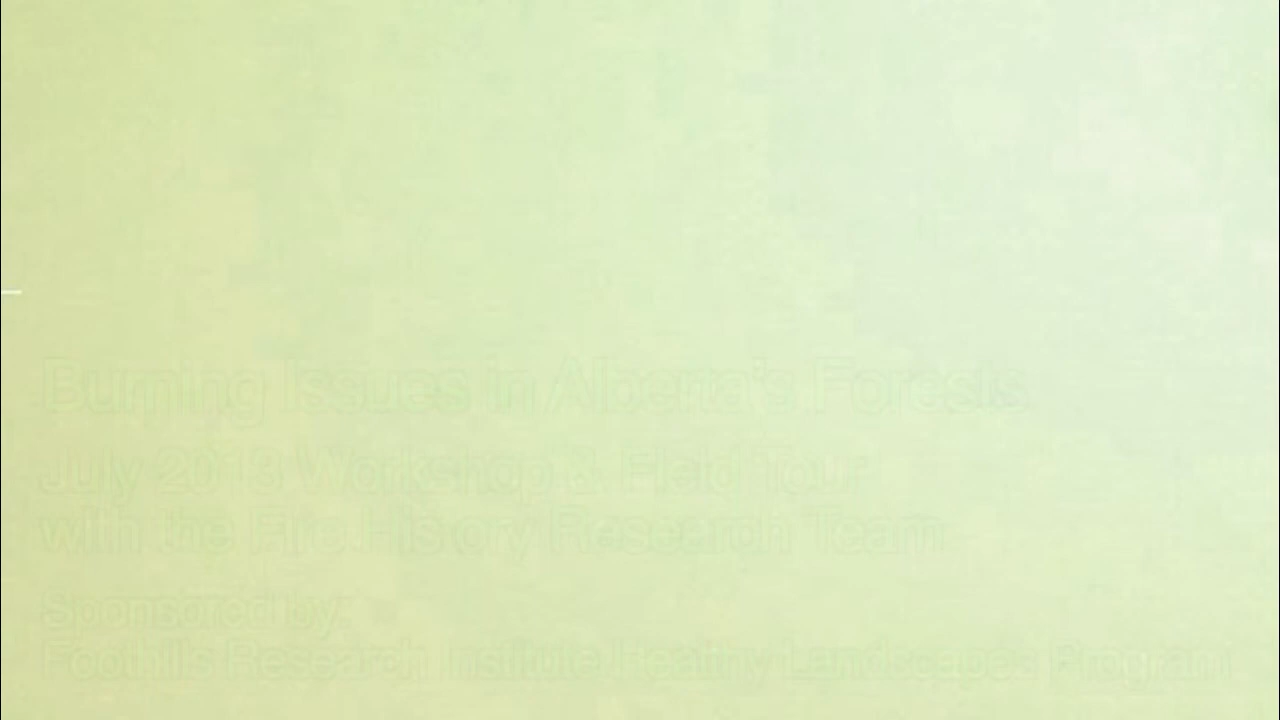 Burning Issues in Alberta's Forests
July 2013 Workshop & Field Tour
with the Fire History Research Team
Sponsored by:
Foothills Research Institute Healthy Landscapes Program